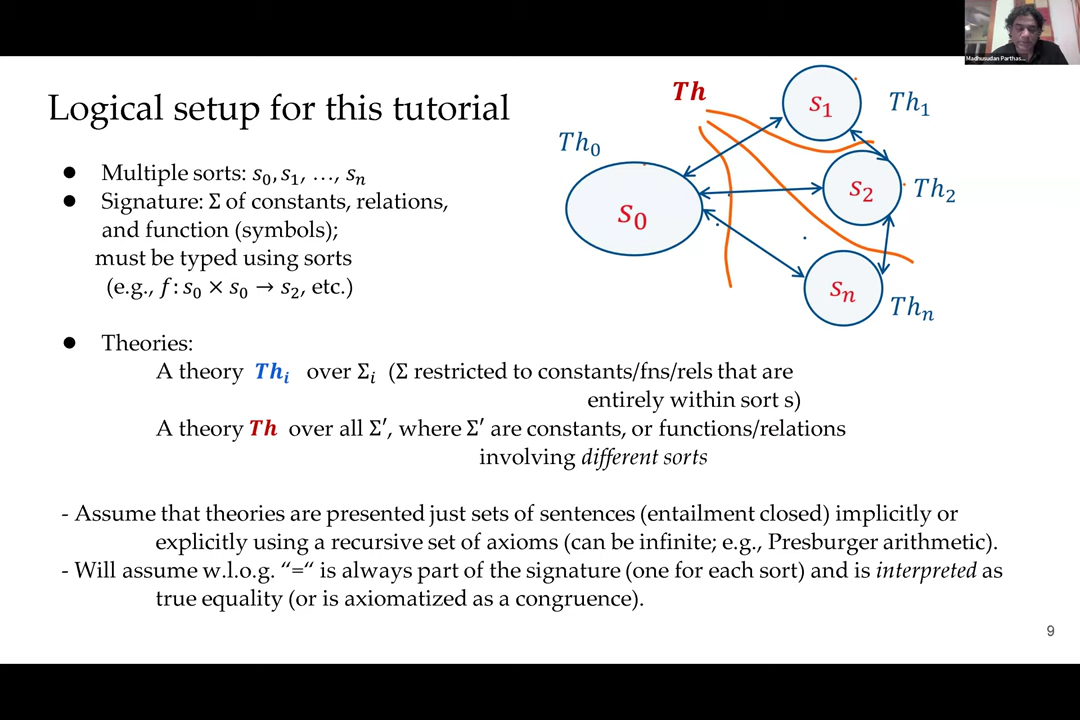 Madhusudan Parthas...
Logical setup for this tutorial
● Multiple sorts: s₀, s₁, …, sₙ
● Signature: Σ of constants, relations,
and function (symbols);
must be typed using sorts
(e.g., f: s₀ × s₀ → s₂, etc.)
Th
Th₀
s₀
s₁
Th₁
s₂
Th₂
sₙ
Thₙ
● Theories:
A theory Thᵢ over Σᵢ (Σ restricted to constants/fns/rels that are
entirely within sort s)
A theory Th over all Σ′, where Σ′ are constants, or functions/relations
involving different sorts
- Assume that theories are presented just sets of sentences (entailment closed) implicitly or
explicitly using a recursive set of axioms (can be infinite; e.g., Presburger arithmetic).
- Will assume w.l.o.g. “=“ is always part of the signature (one for each sort) and is interpreted as
true equality (or is axiomatized as a congruence).
9